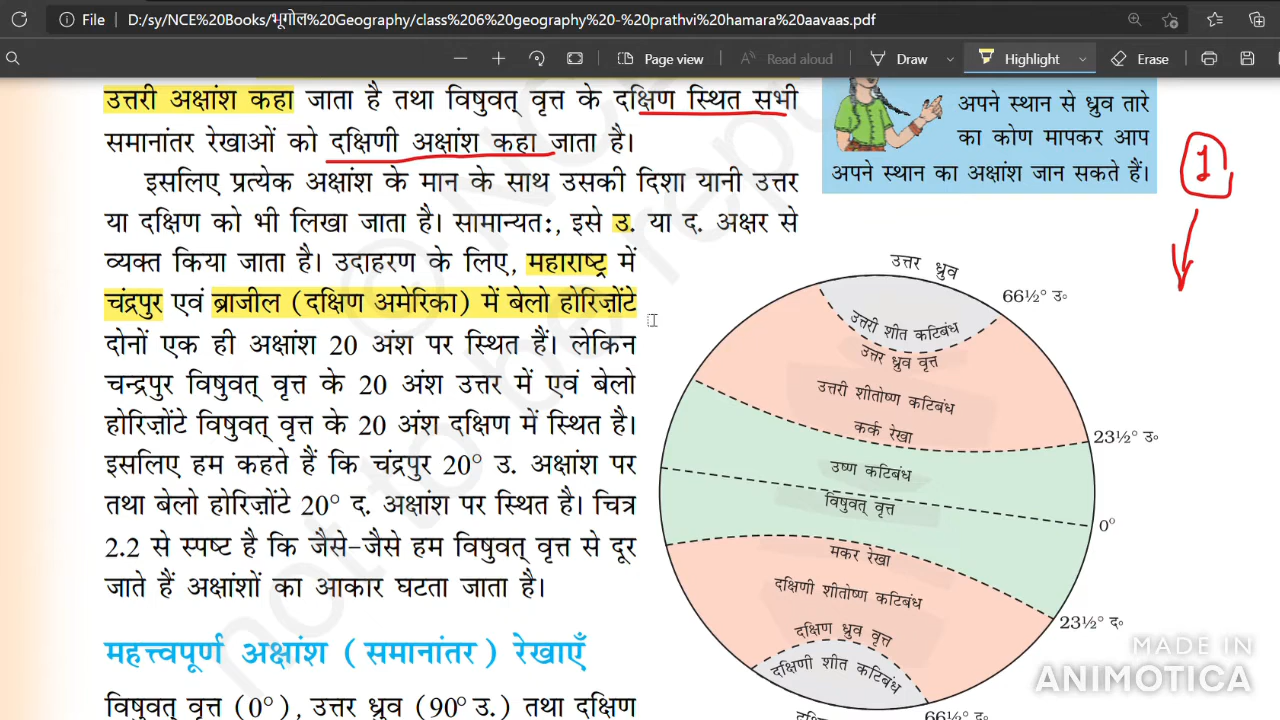 File | D:/sy/NCE%20Books/भूगोल%20Geography/class%206%20geography%20-%20prathvi%20hamara%20aavaas.pdf
Page view
Read aloud
Draw
Highlight
Erase
उत्तरी अक्षांश कहा जाता है तथा विषुवत् वृत्त के दक्षिण स्थित सभी
समानांतर रेखाओं को दक्षिणी अक्षांश कहा जाता है।
इसलिए प्रत्येक अक्षांश के मान के साथ उसकी दिशा यानी उत्तर
या दक्षिण को भी लिखा जाता है। सामान्यत:, इसे उ. या द. अक्षर से
व्यक्त किया जाता है। उदाहरण के लिए, महाराष्ट्र में
चंद्रपुर एवं ब्राजील (दक्षिण अमेरिका) में बेलो होरिज़ोंटे
दोनों एक ही अक्षांश 20 अंश पर स्थित हैं। लेकिन
चन्द्रपुर विषुवत् वृत्त के 20 अंश उत्तर में एवं बेलो
होरिज़ोंटे विषुवत् वृत्त के 20 अंश दक्षिण में स्थित है।
इसलिए हम कहते हैं कि चंद्रपुर 20° उ. अक्षांश पर
तथा बेलो होरिज़ोंटे 20° द. अक्षांश पर स्थित है। चित्र
2.2 से स्पष्ट है कि जैसे-जैसे हम विषुवत् वृत्त से दूर
जाते हैं अक्षांशों का आकार घटता जाता है।
महत्त्वपूर्ण अक्षांश (समानांतर) रेखाएँ
विषुवत् वृत्त (0°), उत्तर ध्रुव (90° उ.) तथा दक्षिण
अपने स्थान से ध्रुव तारे
का कोण मापकर आप
अपने स्थान का अक्षांश जान सकते हैं।
1
उत्तर ध्रुव
66½° उ॰
उत्तरी शीत कटिबंध
उत्तर ध्रुव वृत्त
उत्तरी शीतोष्ण कटिबंध
कर्क रेखा
23½° उ॰
उष्ण कटिबंध
विषुवत् वृत्त
0°
मकर रेखा
दक्षिणी शीतोष्ण कटिबंध
23½° द॰
दक्षिण ध्रुव वृत्त
दक्षिणी शीत कटिबंध
66½° द॰
MADE IN
ANIMOTICA